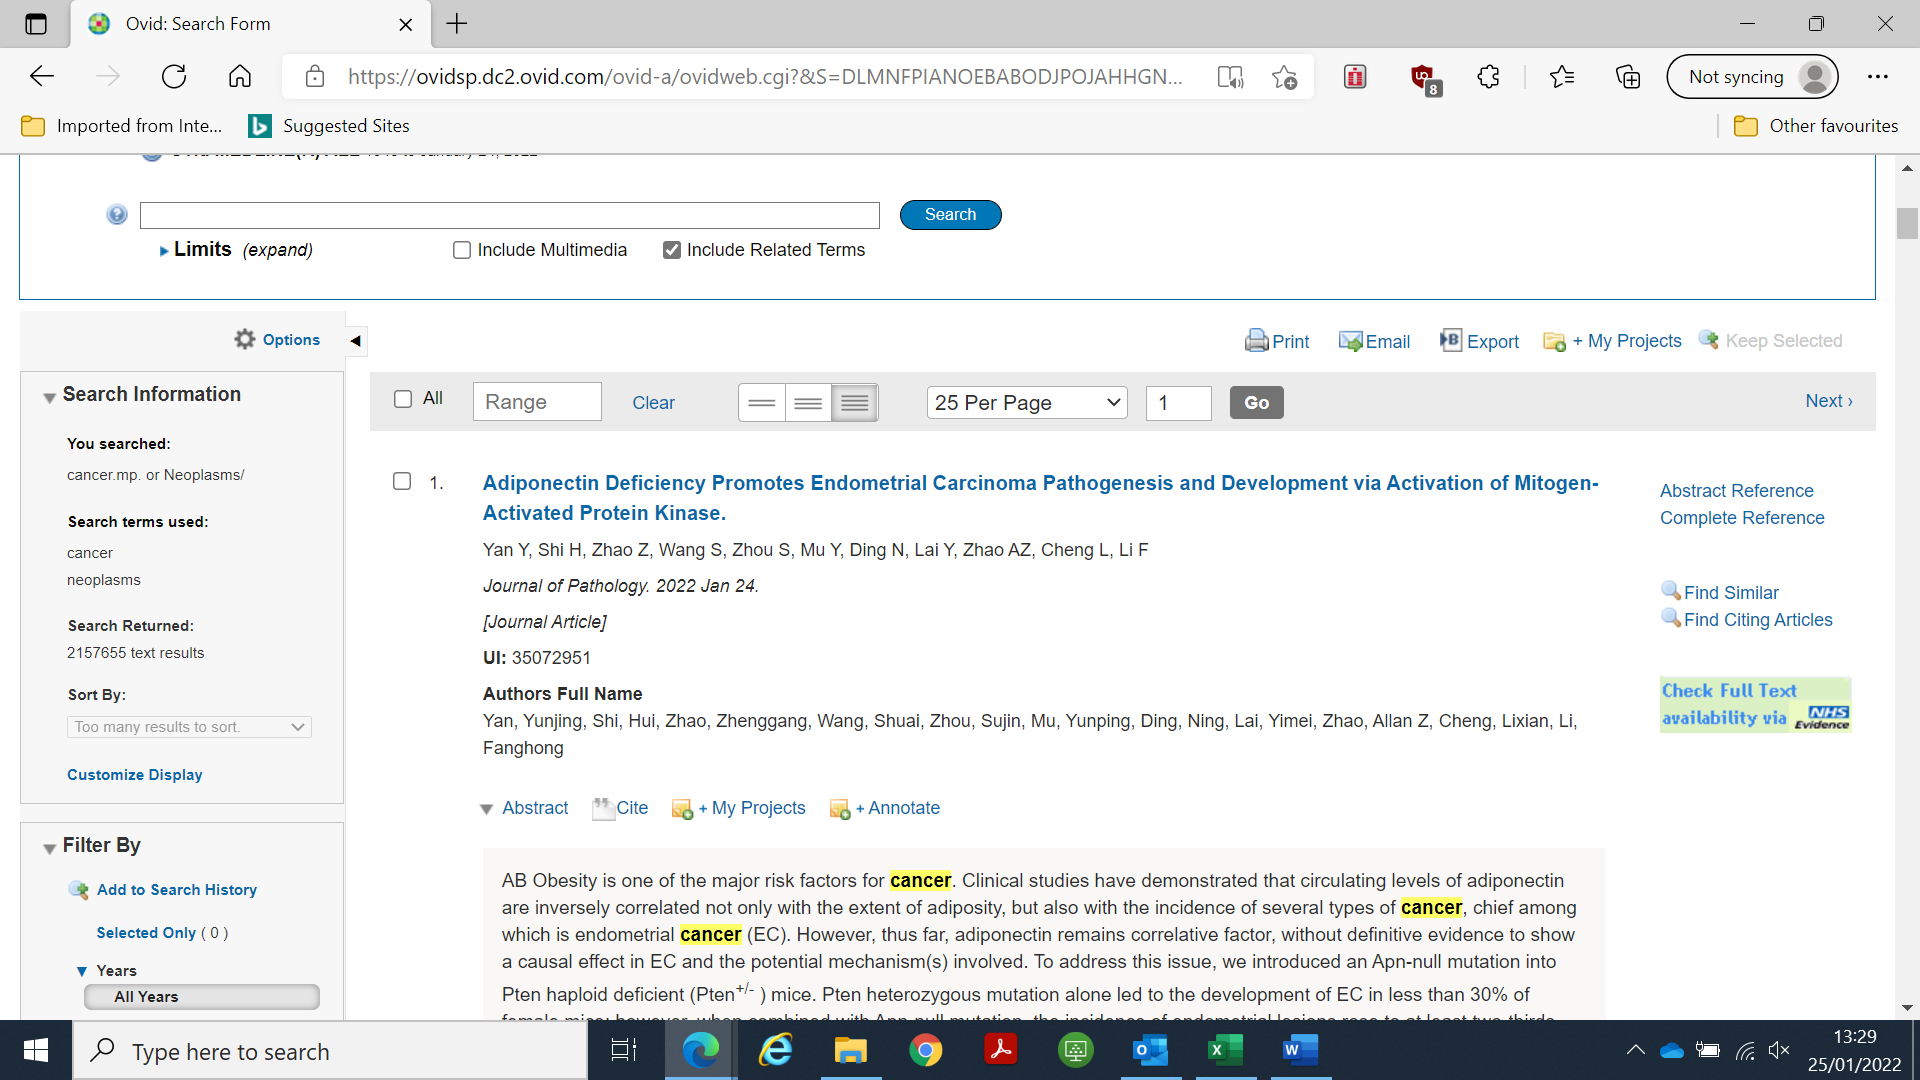 Ovid: Search Form
https://ovidsp.dc2.ovid.com/ovid-a/ovidweb.cgi?&S=DLMNFPIANOEBABODJPOJAHHGN...
8
Not syncing
Imported from Inte...
Suggested Sites
Other favourites
Search
Limits (expand)
Include Multimedia
Include Related Terms
Options
Print
Email
Export
+ My Projects
Keep Selected
Search Information
You searched:
cancer.mp. or Neoplasms/
Search terms used:
cancer
neoplasms
Search Returned:
2157655 text results
Sort By:
Too many results to sort.
Customize Display
Filter By
Add to Search History
Selected Only ( 0 )
Years
All Years
All
Range
Clear
25 Per Page
1
Go
Next ›
1.
Adiponectin Deficiency Promotes Endometrial Carcinoma Pathogenesis and Development via Activation of Mitogen-
Activated Protein Kinase.
Yan Y, Shi H, Zhao Z, Wang S, Zhou S, Mu Y, Ding N, Lai Y, Zhao AZ, Cheng L, Li F
Journal of Pathology. 2022 Jan 24.
[Journal Article]
UI: 35072951
Authors Full Name
Yan, Yunjing, Shi, Hui, Zhao, Zhenggang, Wang, Shuai, Zhou, Sujin, Mu, Yunping, Ding, Ning, Lai, Yimei, Zhao, Allan Z, Cheng, Lixian, Li,
Fanghong
Abstract
Cite
+ My Projects
+ Annotate
AB Obesity is one of the major risk factors for cancer. Clinical studies have demonstrated that circulating levels of adiponectin
are inversely correlated not only with the extent of adiposity, but also with the incidence of several types of cancer, chief among
which is endometrial cancer (EC). However, thus far, adiponectin remains correlative factor, without definitive evidence to show
a causal effect in EC and the potential mechanism(s) involved. To address this issue, we introduced an Apn-null mutation into
Pten haploid deficient (Pten+/- ) mice. Pten heterozygous mutation alone led to the development of EC in less than 30% of
Abstract Reference
Complete Reference
Find Similar
Find Citing Articles
Check Full Text
availability via NHS Evidence
Type here to search
13:29
25/01/2022